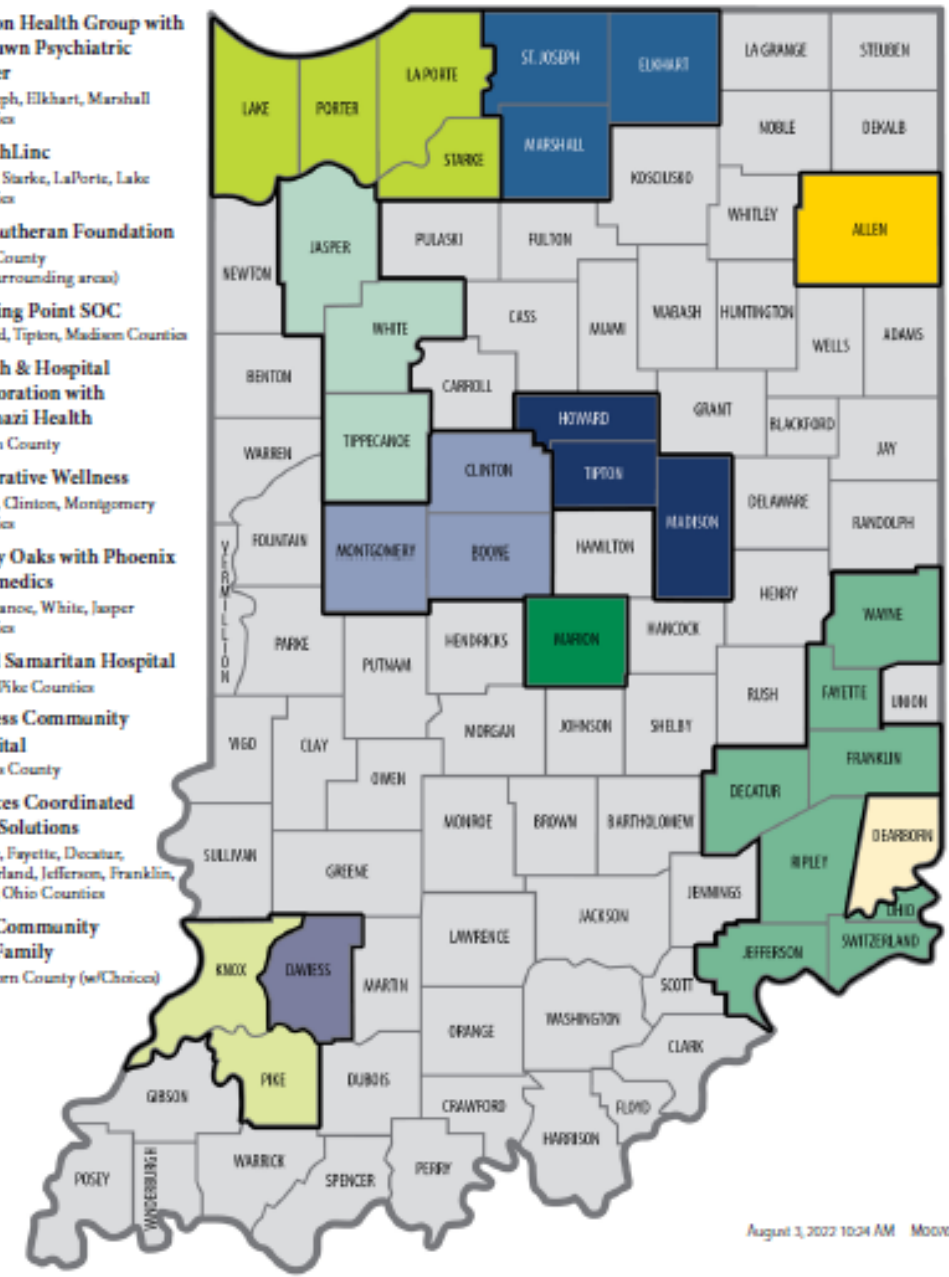 on Health Group with
wn Psychiatric
er
ph, Elkhart, Marshall
es
hLinc
Starke, LaPorte, Lake
es
utheran Foundation
County
rrounding areas)
ing Point SOC
d, Tipton, Madison Counties
h & Hospital
oration with
nazi Health
n County
rative Wellness
, Clinton, Montgomery
es
y Oaks with Phoenix
medics
anoe, White, Jasper
es
l Samaritan Hospital
Pike Counties
ess Community
ital
s County
ces Coordinated
Solutions
, Fayette, Decatur,
rland, Jefferson, Franklin,
Ohio Counties
Community
Family
rn County (w/Choices)
LAKE
PORTER
LA PORTE
ST. JOSEPH
ELKHART
LA GRANGE
STEUBEN
NOBLE
DEKALB
STARKE
MARSHALL
KOSCIUSKO
WHITLEY
ALLEN
NEWTON
JASPER
PULASKI
FULTON
WHITE
CASS
MIAMI
WABASH
HUNTINGTON
WELLS
ADAMS
BENTON
CARROLL
HOWARD
GRANT
BLACKFORD
JAY
WARREN
TIPPECANOE
CLINTON
TIPTON
MADISON
DELAWARE
RANDOLPH
FOUNTAIN
VERMILLION
MONTGOMERY
BOONE
HAMILTON
HENRY
WAYNE
PARKE
PUTNAM
HENDRICKS
MARION
HANCOCK
RUSH
FAYETTE
UNION
VIGO
CLAY
OWEN
MORGAN
JOHNSON
SHELBY
DECATUR
FRANKLIN
SULLIVAN
GREENE
MONROE
BROWN
BARTHOLOMEW
JENNINGS
RIPLEY
DEARBORN
OHIO
KNOX
DAVIESS
MARTIN
LAWRENCE
JACKSON
SCOTT
JEFFERSON
SWITZERLAND
ORANGE
WASHINGTON
CLARK
GIBSON
PIKE
DUBOIS
CRAWFORD
FLOYD
HARRISON
POSEY
VANDERBURGH
WARRICK
SPENCER
PERRY
August 3, 2022 10:24 AM Moore